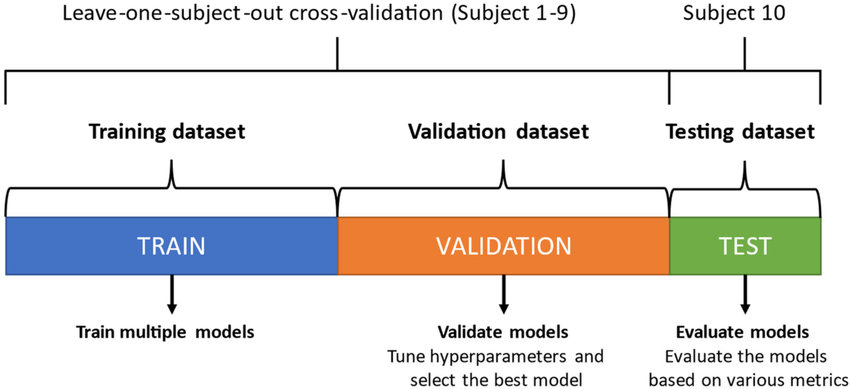 Leave-one-subject-out cross-validation (Subject 1-9)
Subject 10
Training dataset
Validation dataset
Testing dataset
TRAIN
VALIDATION
TEST
Train multiple models
Validate models
Tune hyperparameters and
select the best model
Evaluate models
Evaluate the models
based on various metrics